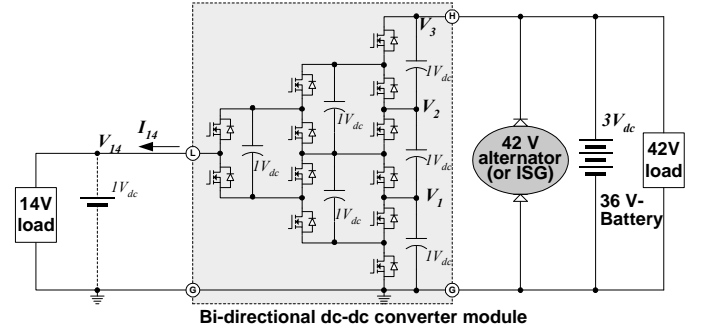 V3
H
1Vdc
V2
1Vdc
I14
V14
1Vdc
L
1Vdc
3Vdc
42 V
alternator
(or ISG)
42V
load
1Vdc
14V
load
1Vdc
V1
36 V-
Battery
1Vdc
G
G
Bi-directional dc-dc converter module